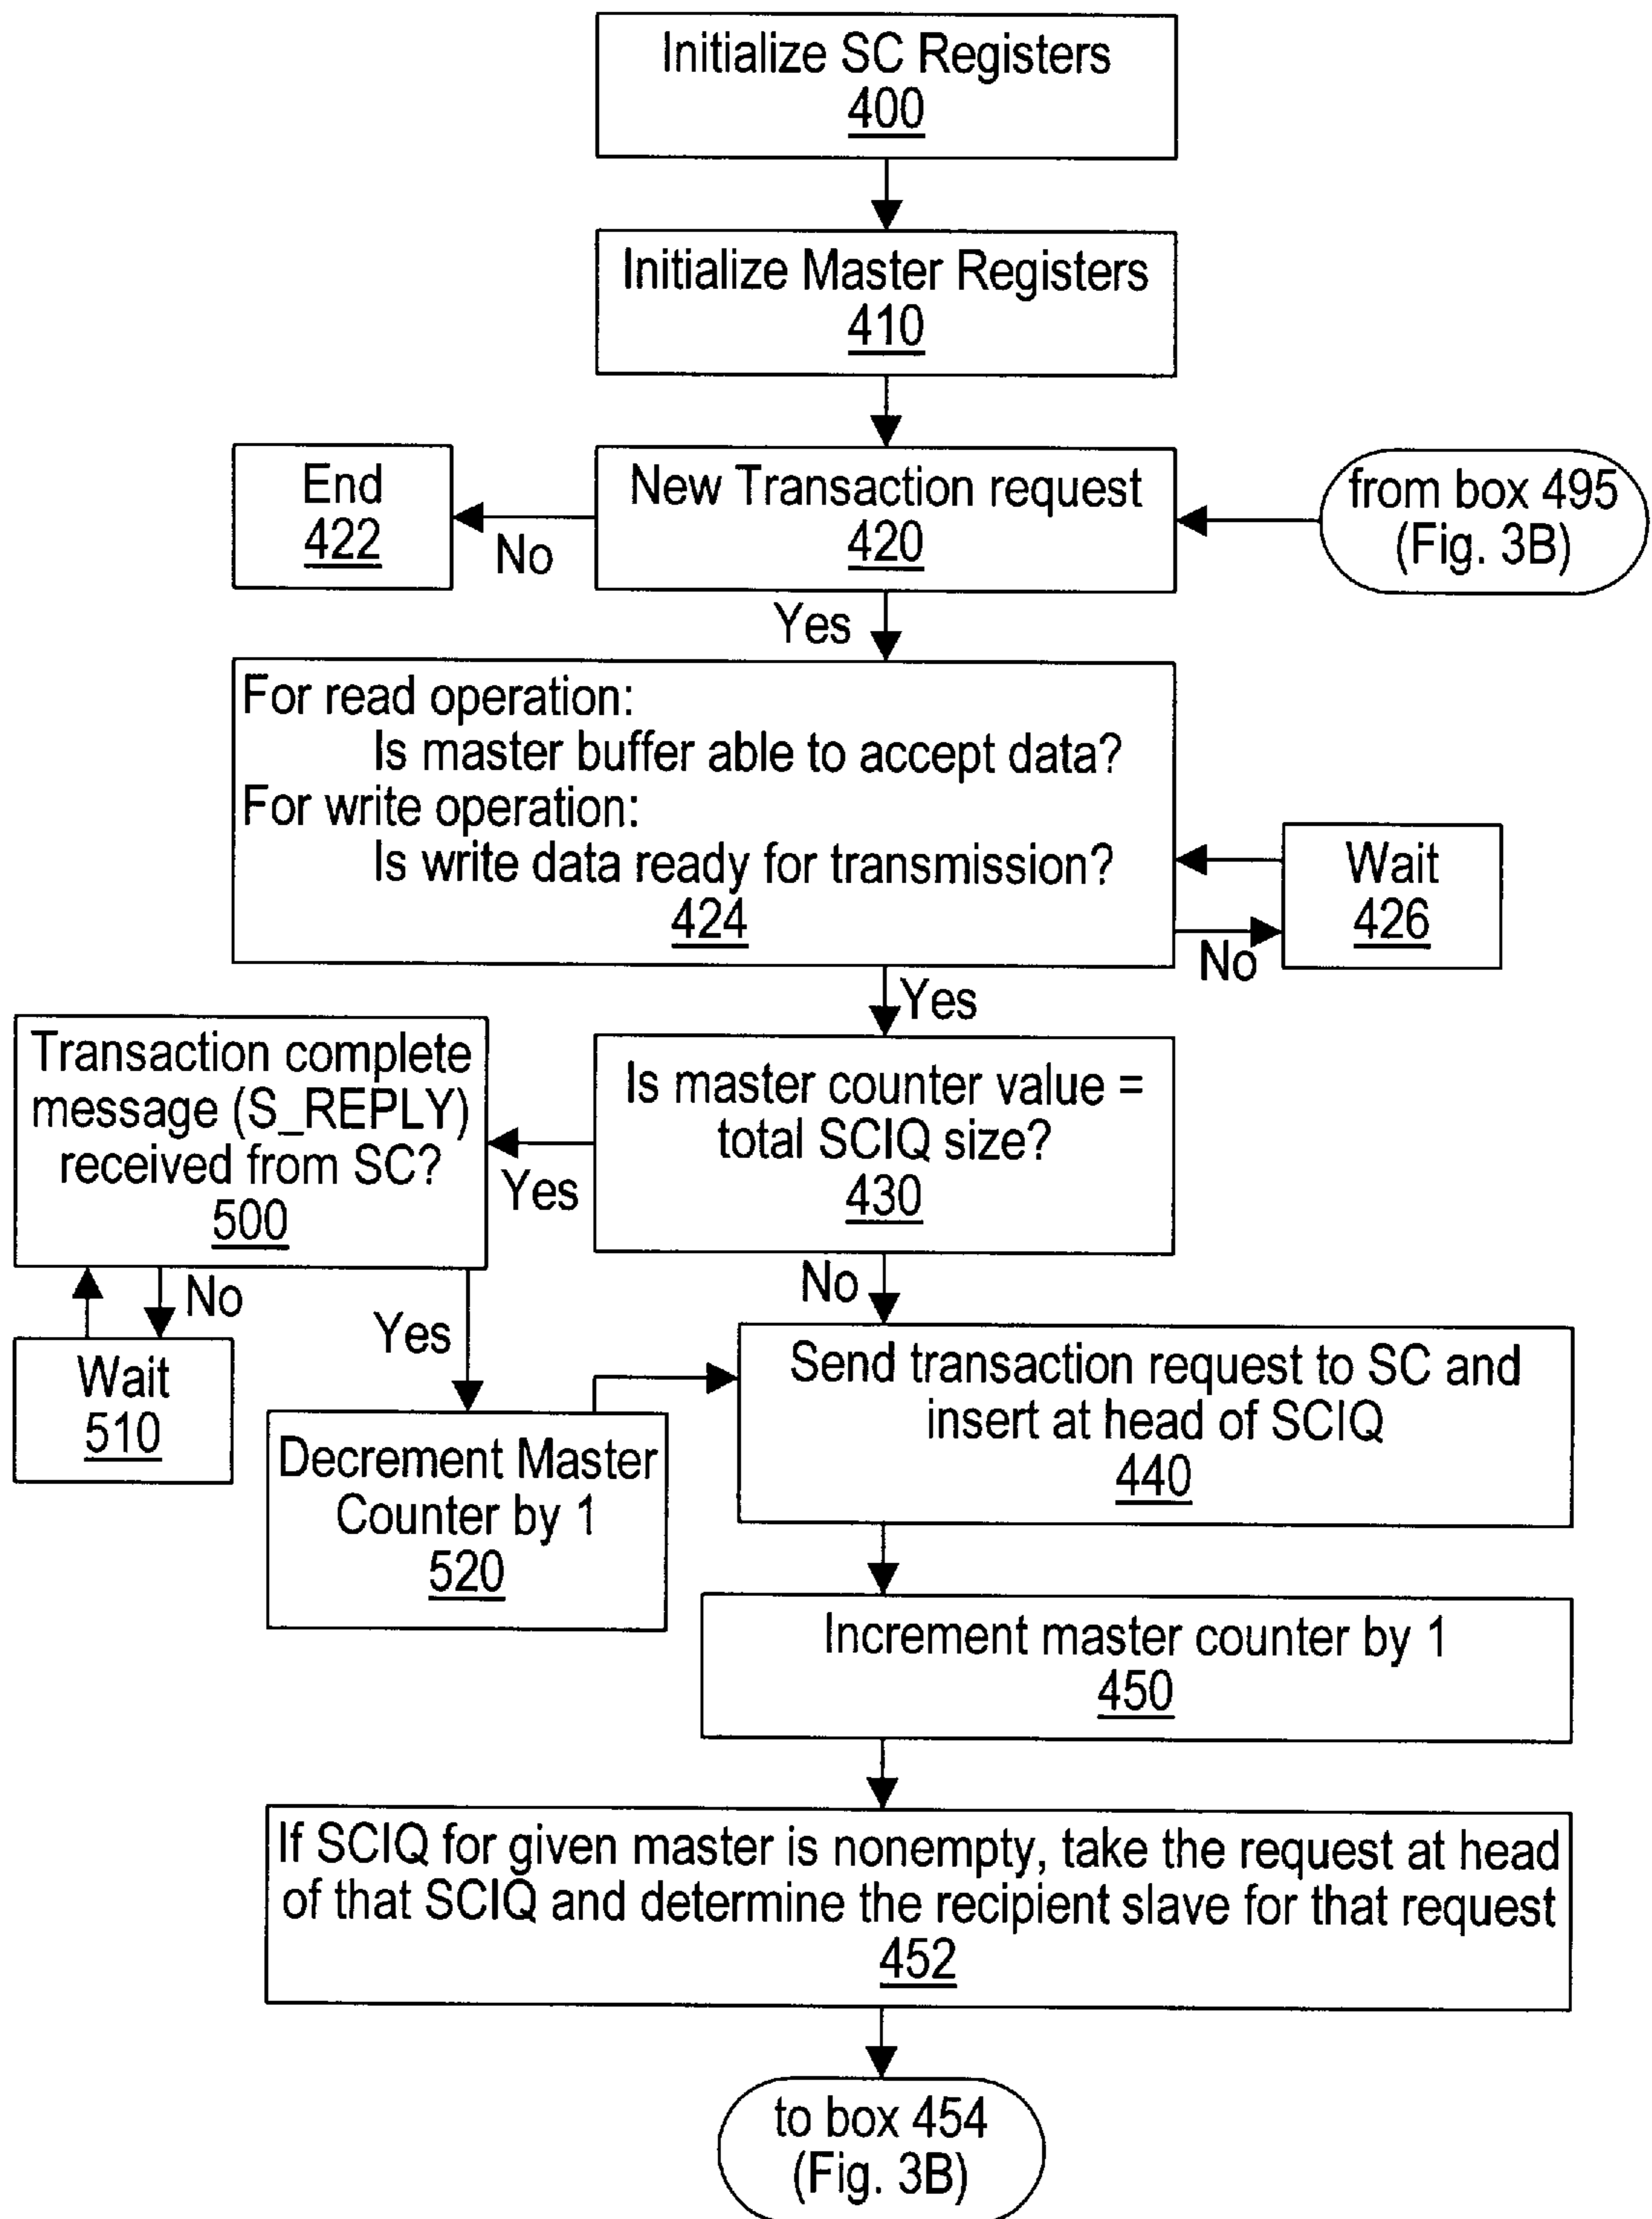 Initialize SC Registers
400
Initialize Master Registers
410
End
422
No
New Transaction request
420
from box 495
(Fig. 3B)
Yes
For read operation:
Is master buffer able to accept data?
For write operation:
Is write data ready for transmission?
424
Wait
426
No
Yes
Transaction complete
message (S_REPLY)
received from SC?
500
Yes
Is master counter value =
total SCIQ size?
430
No
No
Wait
510
Yes
Decrement Master
Counter by 1
520
Send transaction request to SC and
insert at head of SCIQ
440
Increment master counter by 1
450
If SCIQ for given master is nonempty, take the request at head
of that SCIQ and determine the recipient slave for that request
452
to box 454
(Fig. 3B)